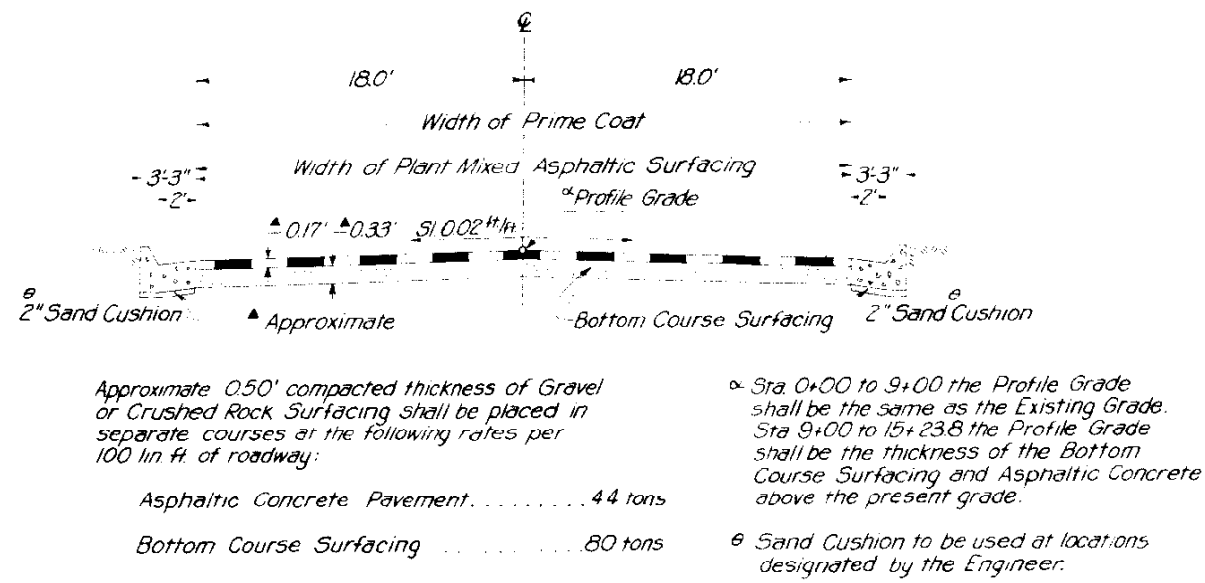 ℄
18.0' 18.0'
Width of Prime Coat
Width of Plant Mixed Asphaltic Surfacing
3'-3" 3'-3"
2' 2'
∝ Profile Grade
▲ 0.17' ▲ 0.33' Sl. 0.02 ft/ft.
θ
2" Sand Cushion
▲ Approximate
Bottom Course Surfacing
θ
2" Sand Cushion
Approximate 0.50' compacted thickness of Gravel
or Crushed Rock Surfacing shall be placed in
separate courses at the following rates per
100 lin. ft. of roadway:
Asphaltic Concrete Pavement.........44 tons
Bottom Course Surfacing ...........80 tons
∝ Sta. 0+00 to 9+00 the Profile Grade
shall be the same as the Existing Grade.
Sta 9+00 to 15+23.8 the Profile Grade
shall be the thickness of the Bottom
Course Surfacing and Asphaltic Concrete
above the present grade.
θ Sand Cushion to be used at locations
designated by the Engineer.